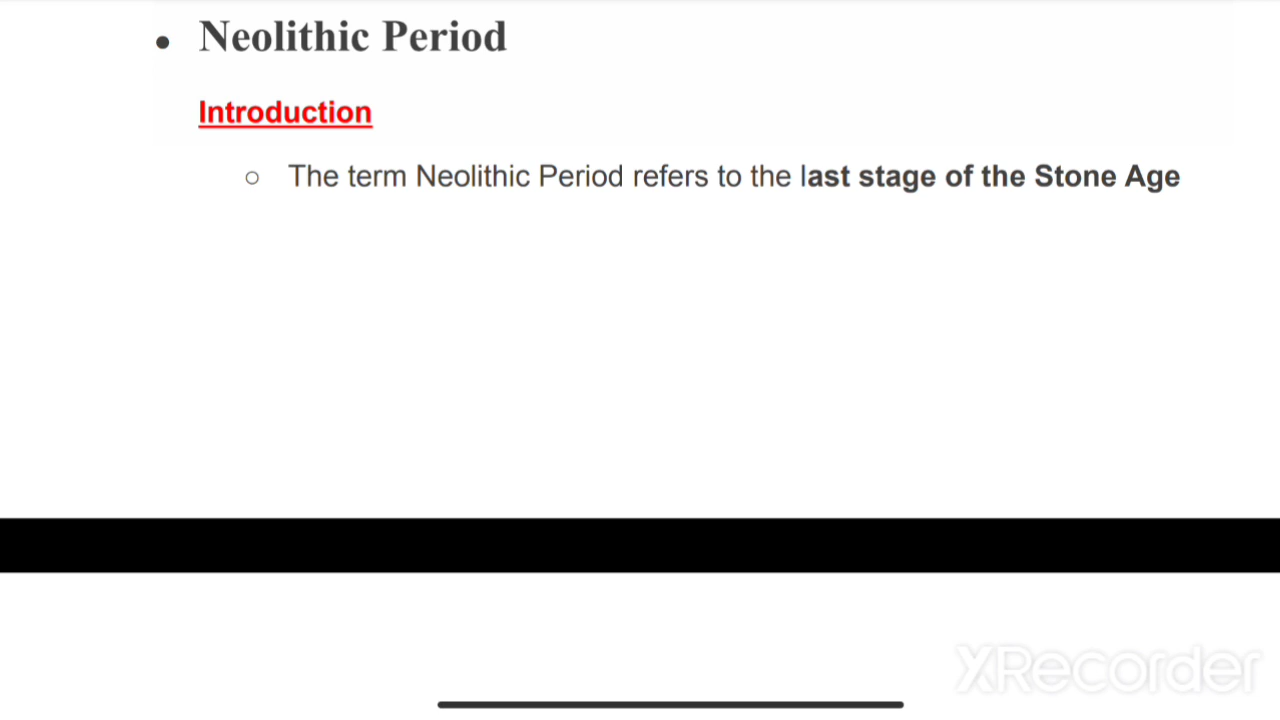 • Neolithic Period
Introduction
○ The term Neolithic Period refers to the last stage of the Stone Age
XRecorder